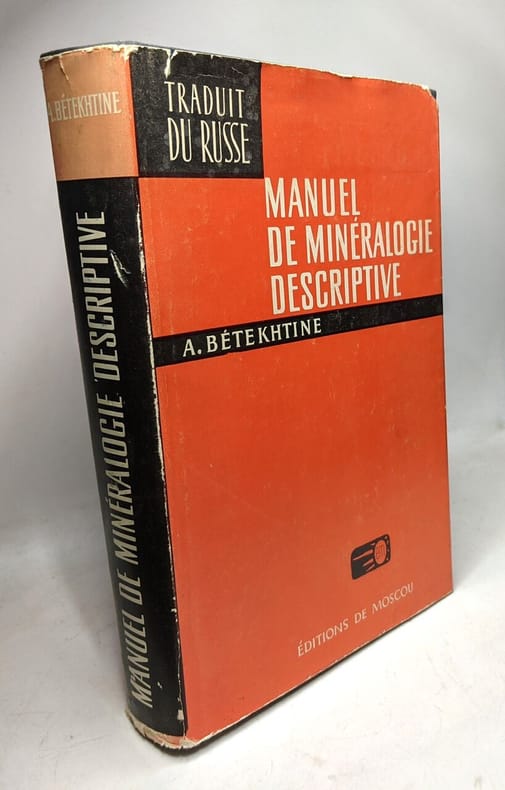 A. BÉTEKHTINE
MANUEL DE MINÉRALOGIE DESCRIPTIVE
TRADUIT
DU RUSSE
MANUEL
DE MINÉRALOGIE
DESCRIPTIVE
A. BÉTEKHTINE
ÉDITIONS DE MOSCOU